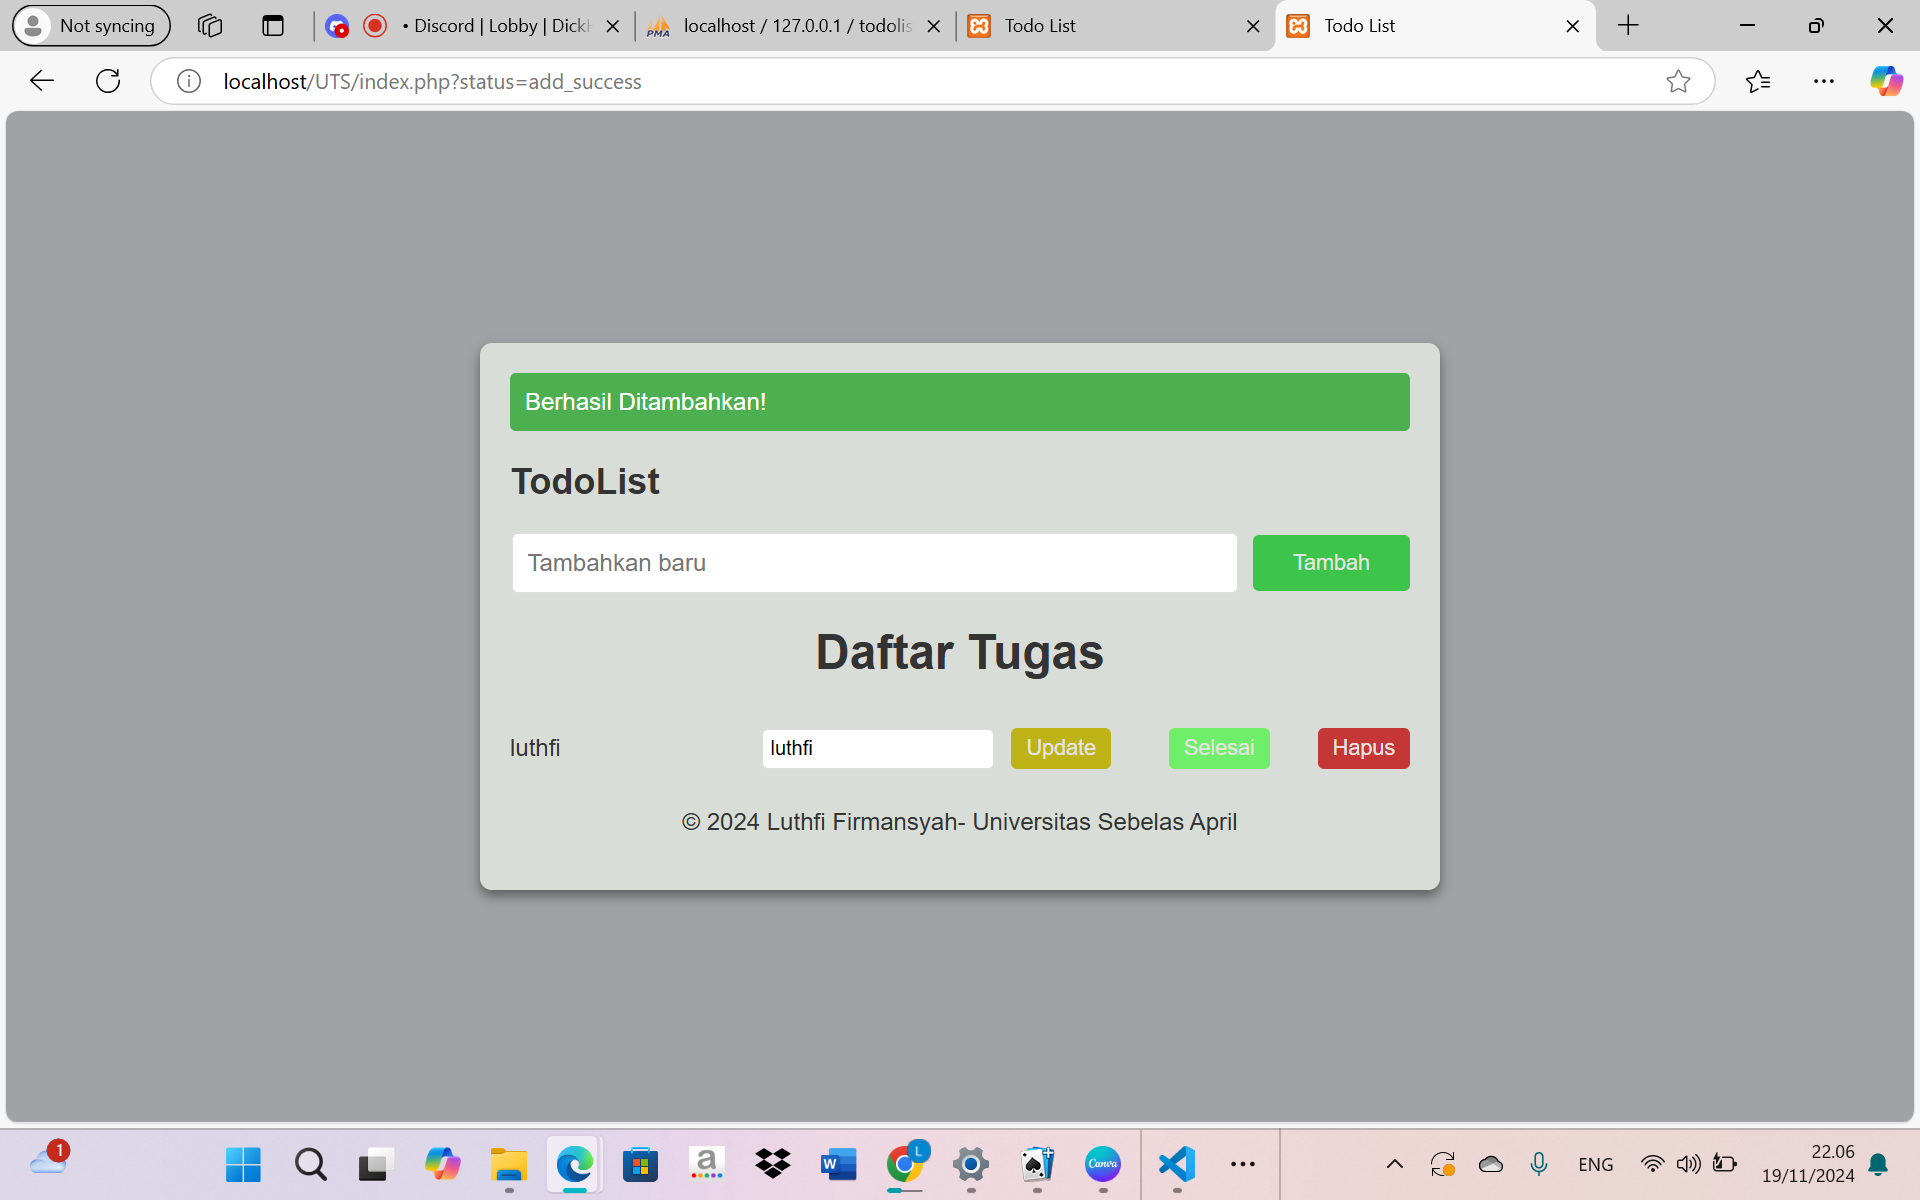 Not syncing
• Discord | Lobby | Dick
localhost / 127.0.0.1 / todolis
Todo List
Todo List
localhost/UTS/index.php?status=add_success
Berhasil Ditambahkan!
TodoList
Tambahkan baru
Tambah
Daftar Tugas
luthfi
luthfi
Update
Selesai
Hapus
© 2024 Luthfi Firmansyah- Universitas Sebelas April
1
ENG
22.06
19/11/2024
PMA
a
W
L
Canva